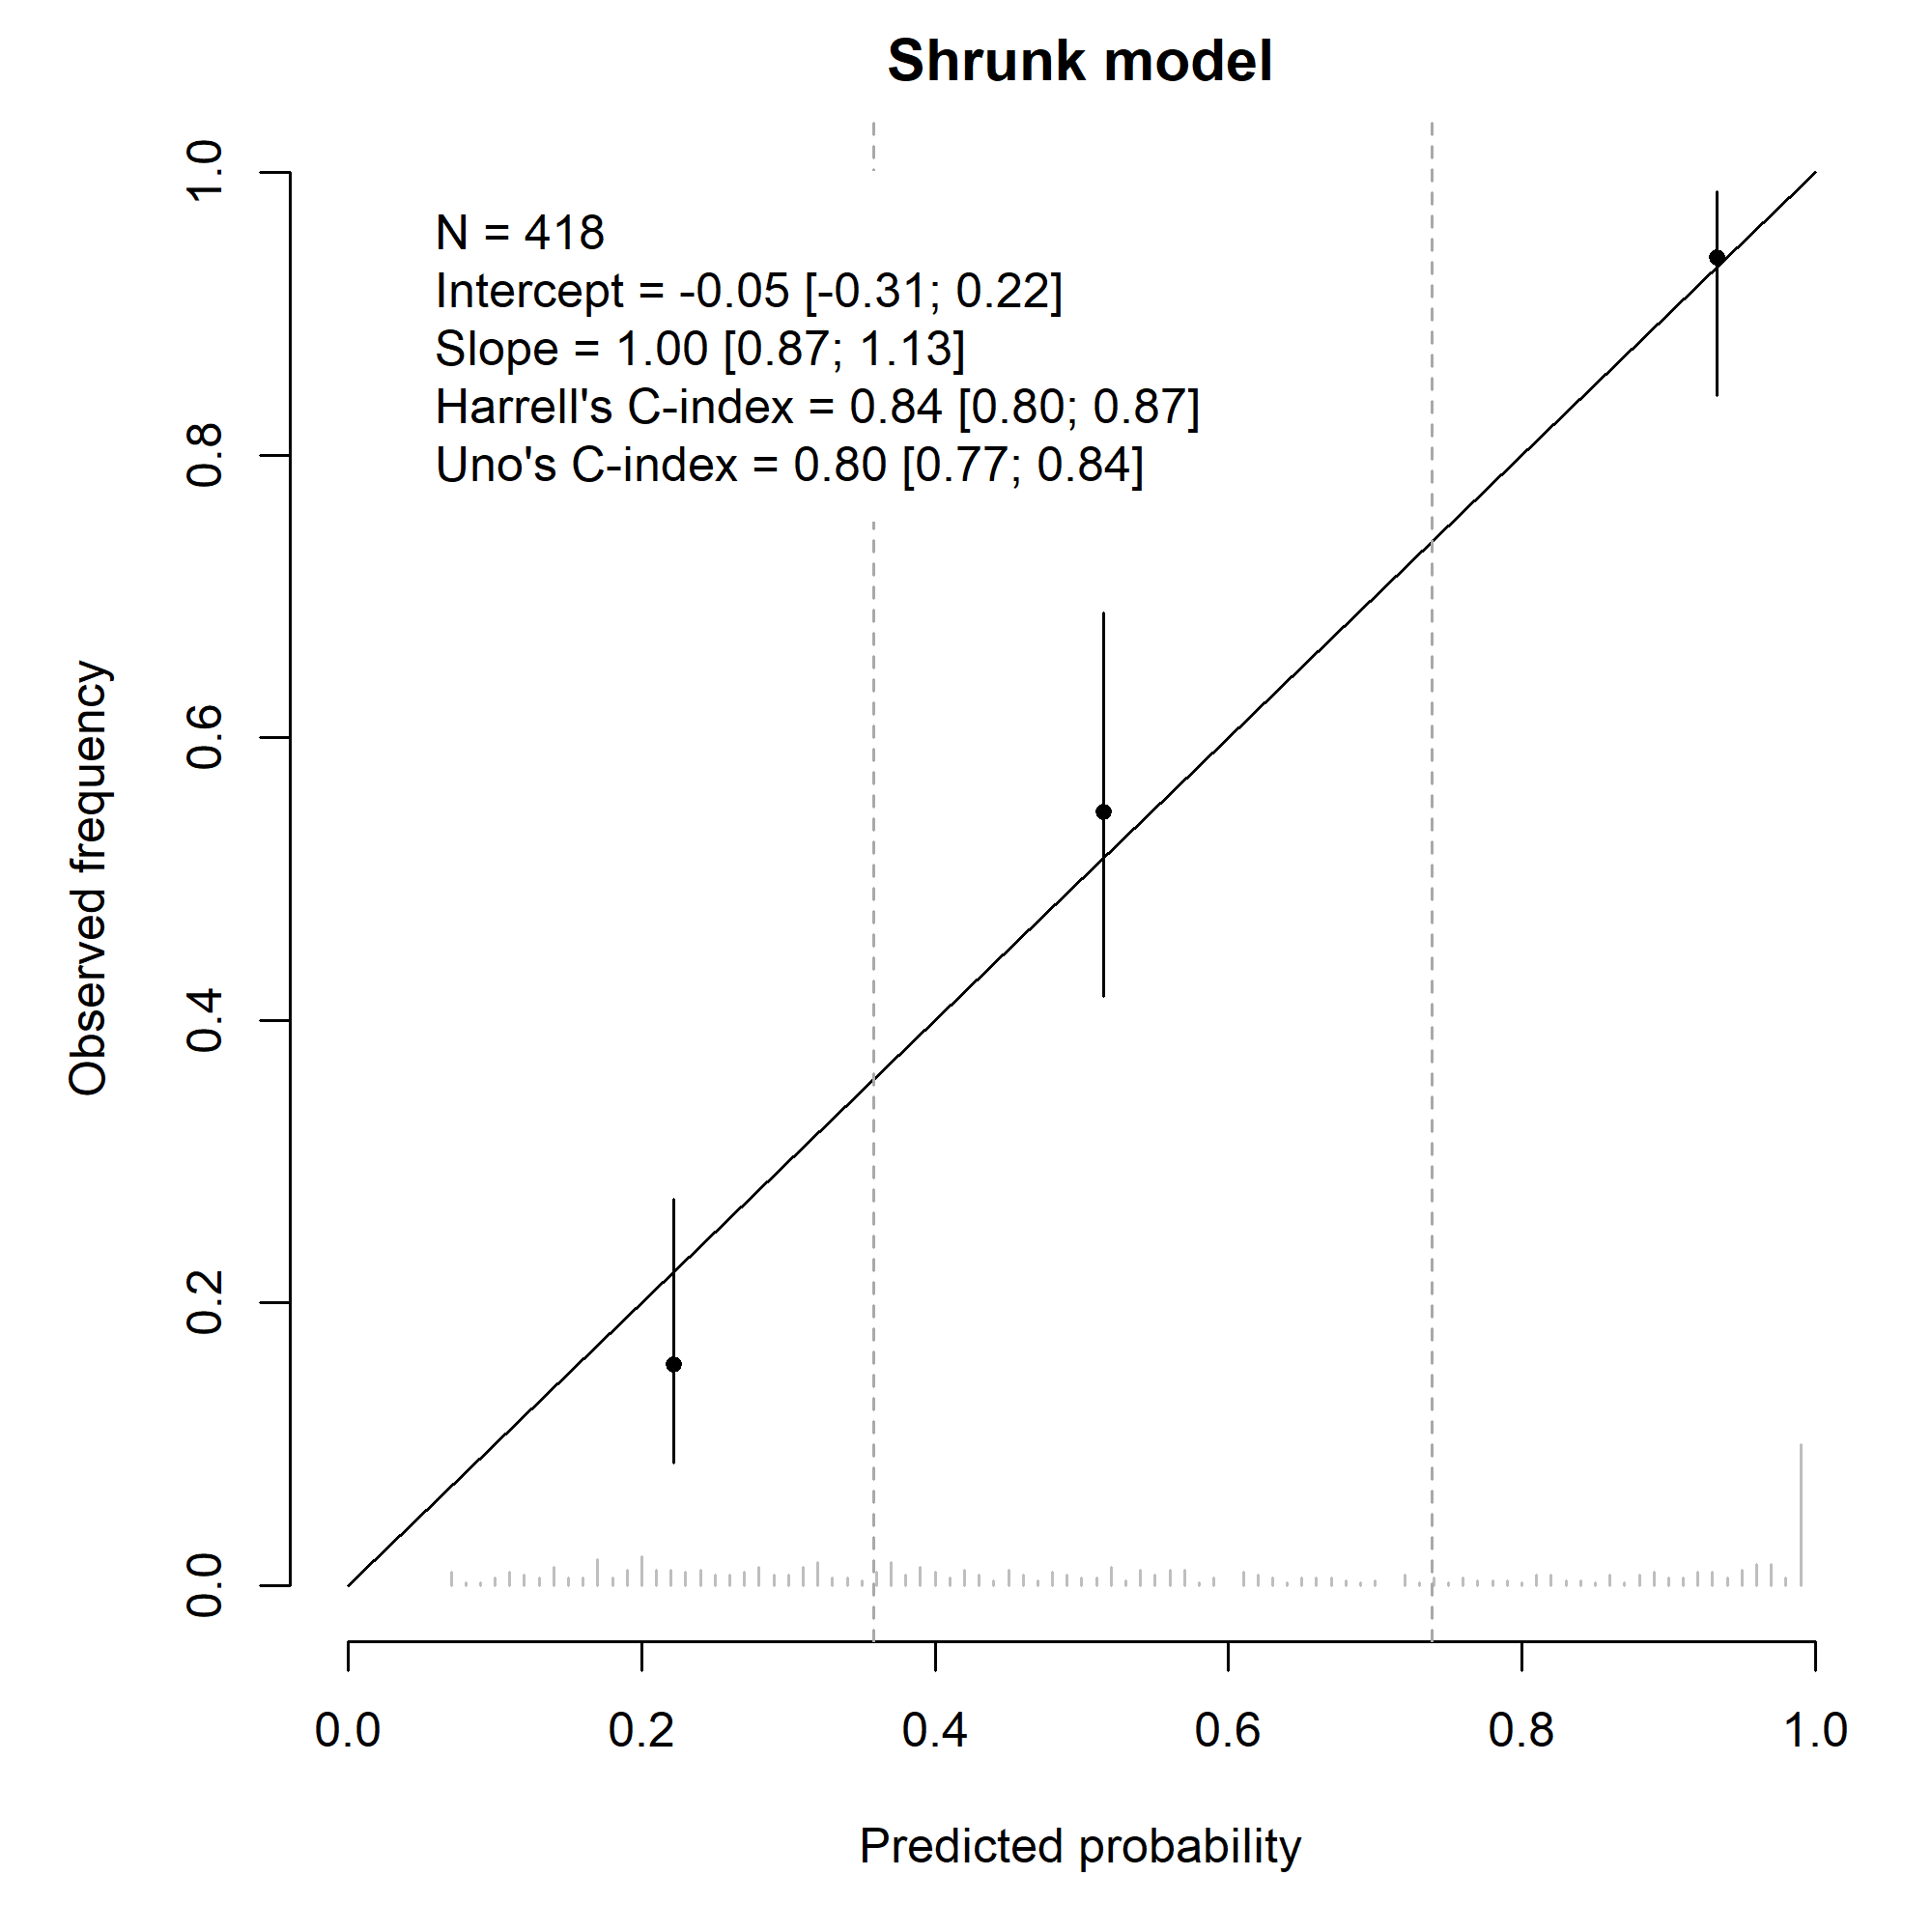 Shrunk model
N = 418
Intercept = -0.05 [-0.31; 0.22]
Slope = 1.00 [0.87; 1.13]
Harrell's C-index = 0.84 [0.80; 0.87]
Uno's C-index = 0.80 [0.77; 0.84]
Observed frequency
1.0
0.8
0.6
0.4
0.2
0.0
0.0 0.2 0.4 0.6 0.8 1.0
Predicted probability